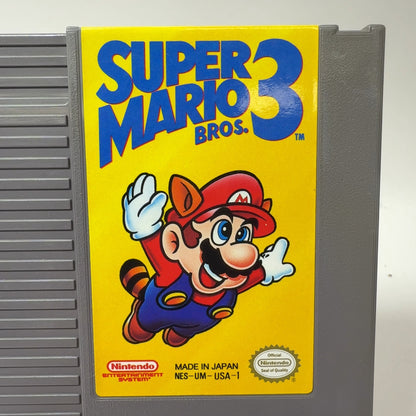 SUPER
MARIO
BROS. 3
TM
Nintendo
ENTERTAINMENT
SYSTEM
MADE IN JAPAN
NES-UM-USA-1
Official
Nintendo
Seal of Quality